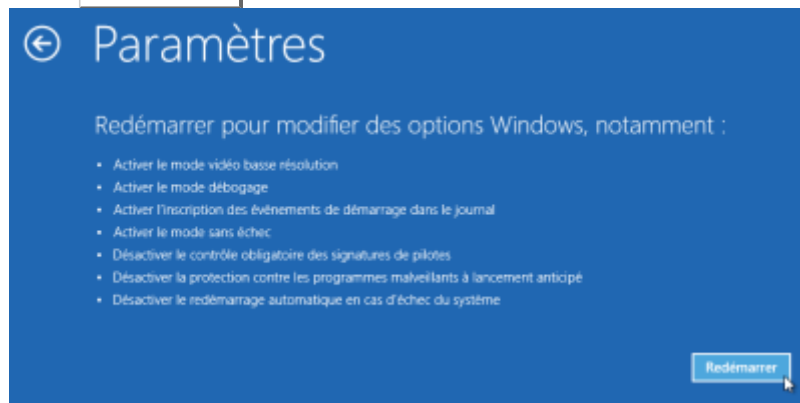 Paramètres
Redémarrer pour modifier des options Windows, notamment :
• Activer le mode vidéo basse résolution
• Activer le mode débogage
• Activer l'inscription des événements de démarrage dans le journal
• Activer le mode sans échec
• Désactiver le contrôle obligatoire des signatures de pilotes
• Désactiver la protection contre les programmes malveillants à lancement anticipé
• Désactiver le redémarrage automatique en cas d'échec du système
Redémarrer